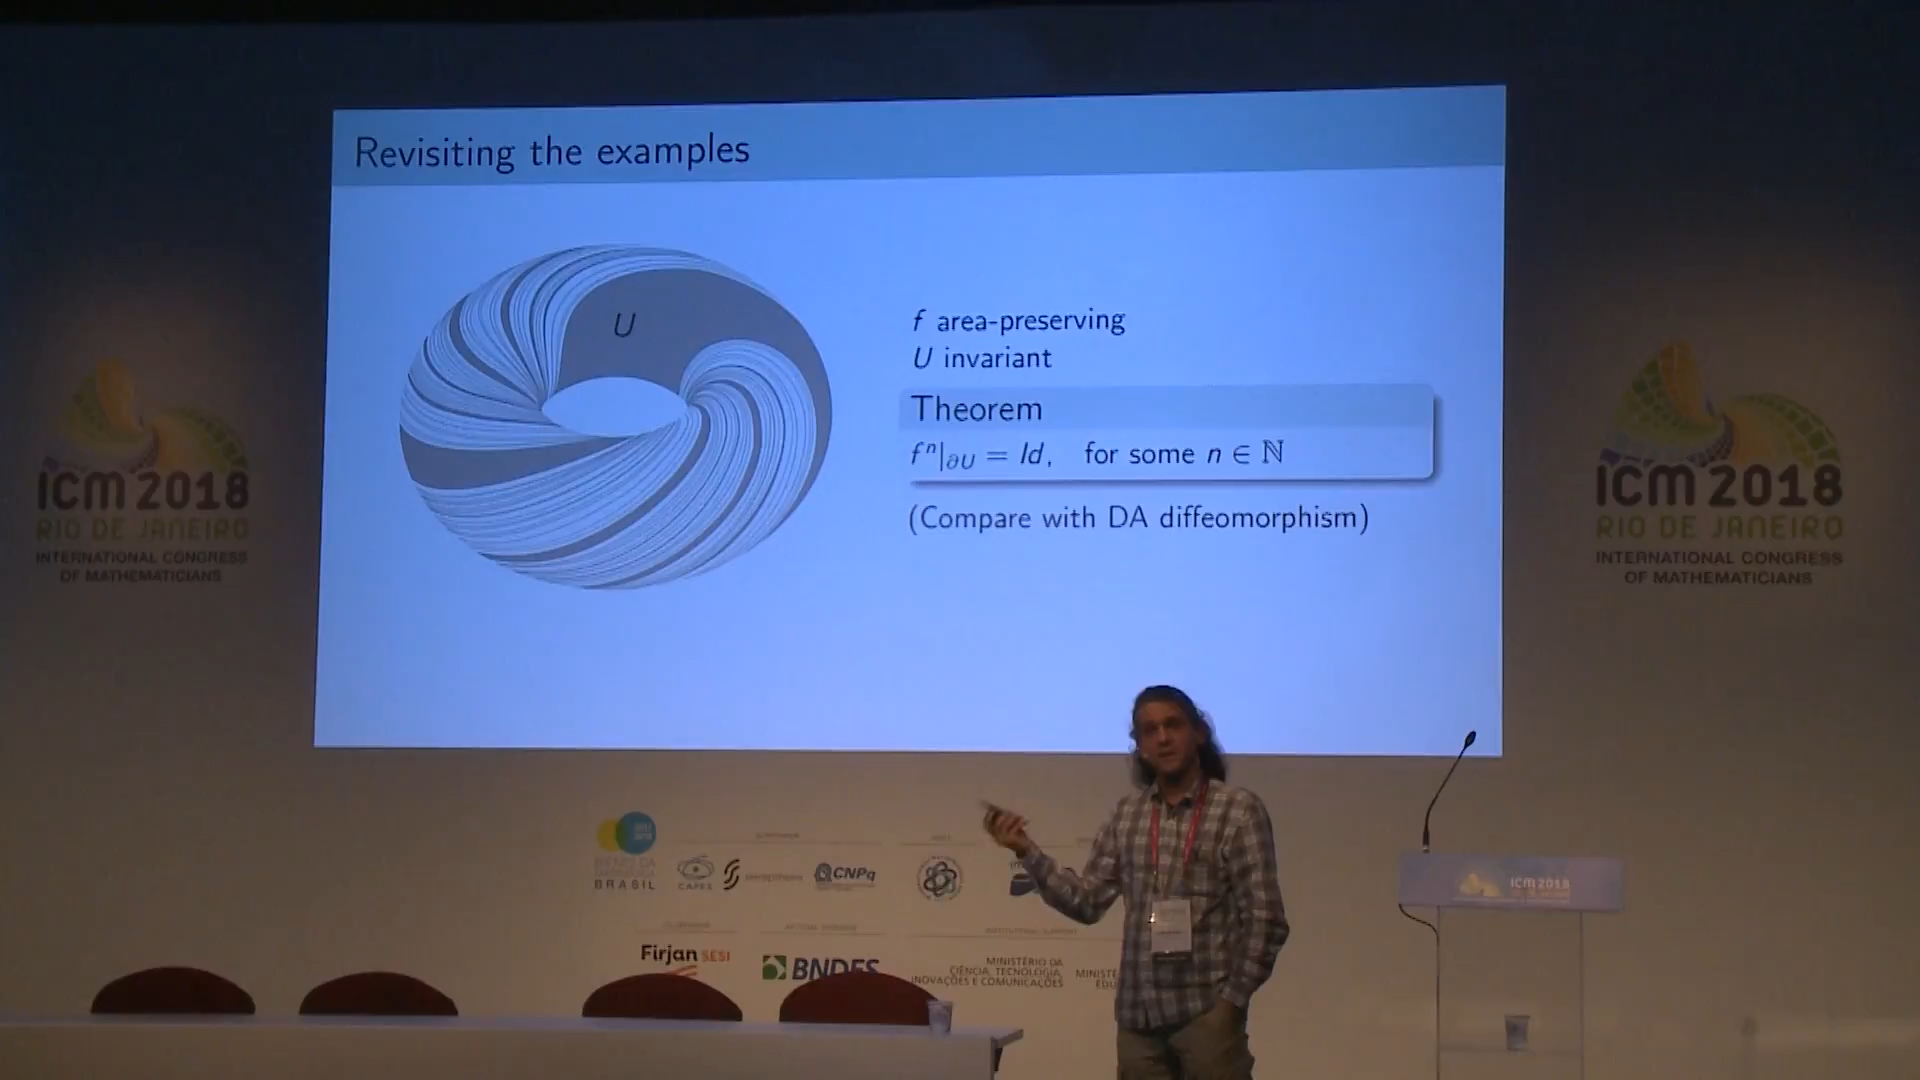 Revisiting the examples
U
f area-preserving
U invariant
Theorem
fⁿ|∂U = Id, for some n ∈ ℕ
(Compare with DA diffeomorphism)
ICM 2018
RIO DE JANEIRO
INTERNATIONAL CONGRESS
OF MATHEMATICIANS
ICM 2018
RIO DE JANEIRO
INTERNATIONAL CONGRESS
OF MATHEMATICIANS
BRASIL
CAPES
CNPq
ICM 2018
Firjan SESI
BNDES
INSTITUTIONAL SUPPORT
MINISTÉRIO DA
CIÊNCIA, TECNOLOGIA,
INOVAÇÕES E COMUNICAÇÕES